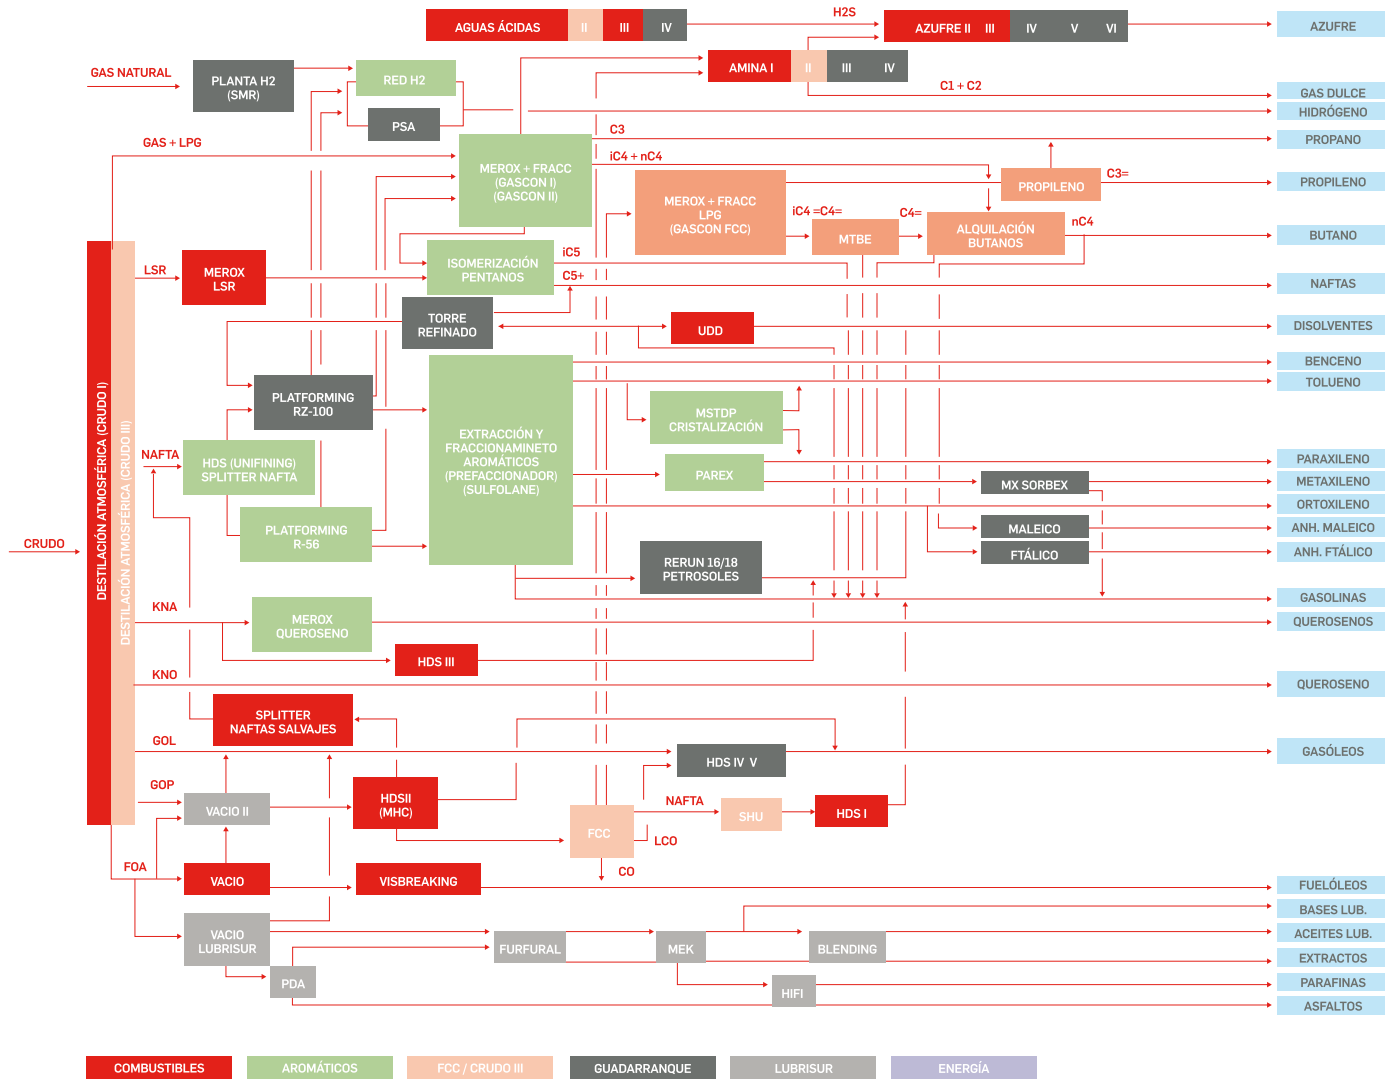 H2S
AGUAS ÁCIDAS II III IV
AZUFRE II III IV V VI
AZUFRE
GAS NATURAL
PLANTA H2
(SMR)
RED H2
AMINA I II III IV
C1 + C2
GAS DULCE
HIDRÓGENO
PSA
C3
PROPANO
GAS + LPG
MEROX + FRACC
(GASCON I)
(GASCON II)
iC4 + nC4
MEROX + FRACC
LPG
(GASCON FCC)
PROPILENO
C3=
PROPILENO
iC4 =C4=
MTBE
C4=
ALQUILACIÓN
BUTANOS
nC4
BUTANO
LSR
MEROX
LSR
ISOMERIZACIÓN
PENTANOS
iC5
C5+
NAFTAS
TORRE
REFINADO
UDD
DISOLVENTES
BENCENO
TOLUENO
PLATFORMING
RZ-100
MSTDP
CRISTALIZACIÓN
EXTRACCIÓN Y
FRACCIONAMINETO
AROMÁTICOS
(PREFACCIONADOR)
(SULFOLANE)
NAFTA
HDS (UNIFINING)
SPLITTER NAFTA
PAREX
PARAXILENO
MX SORBEX
METAXILENO
ORTOXILENO
PLATFORMING
R-56
MALEICO
ANH. MALEICO
FTÁLICO
ANH. FTÁLICO
CRUDO
DESTILACIÓN ATMOSFÉRICA (CRUDO I)
DESTILACIÓN ATMOSFÉRICA (CRUDO III)
RERUN 16/18
PETROSOLES
GASOLINAS
KNA
MEROX
QUEROSENO
QUEROSENOS
HDS III
KNO
QUEROSENO
SPLITTER
NAFTAS SALVAJES
GOL
HDS IV V
GASÓLEOS
GOP
VACIO II
HDSII
(MHC)
NAFTA
FCC
SHU
HDS I
LCO
CO
FOA
VACIO
VISBREAKING
FUELÓLEOS
BASES LUB.
VACIO
LUBRISUR
FURFURAL
MEK
BLENDING
ACEITES LUB.
EXTRACTOS
PDA
HIFI
PARAFINAS
ASFALTOS
COMBUSTIBLES
AROMÁTICOS
FCC / CRUDO III
GUADARRANQUE
LUBRISUR
ENERGÍA